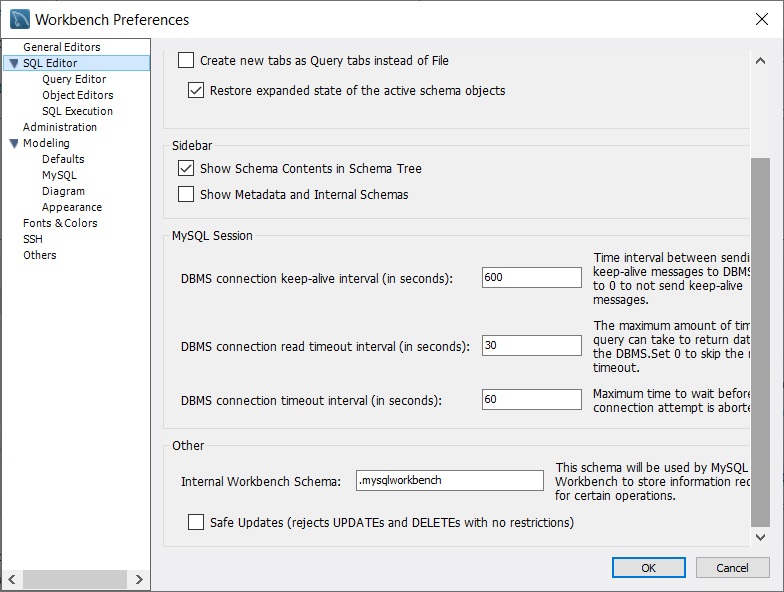 Workbench Preferences
General Editors
SQL Editor
Query Editor
Object Editors
SQL Execution
Administration
Modeling
Defaults
MySQL
Diagram
Appearance
Fonts & Colors
SSH
Others
Create new tabs as Query tabs instead of File
Restore expanded state of the active schema objects
Sidebar
Show Schema Contents in Schema Tree
Show Metadata and Internal Schemas
MySQL Session
DBMS connection keep-alive interval (in seconds):
600
Time interval between
keep-alive messages to DBMS
to 0 to not send keep-alive
messages.
DBMS connection read timeout interval (in seconds):
30
The maximum amount of
query can take to return
the DBMS.Set 0 to skip the
timeout.
DBMS connection timeout interval (in seconds):
60
Maximum time to wait before
connection attempt is
Other
Internal Workbench Schema:
.mysqlworkbench
This schema will be used by MySQL
Workbench to store information
for certain operations.
Safe Updates (rejects UPDATEs and DELETEs with no restrictions)
OK
Cancel